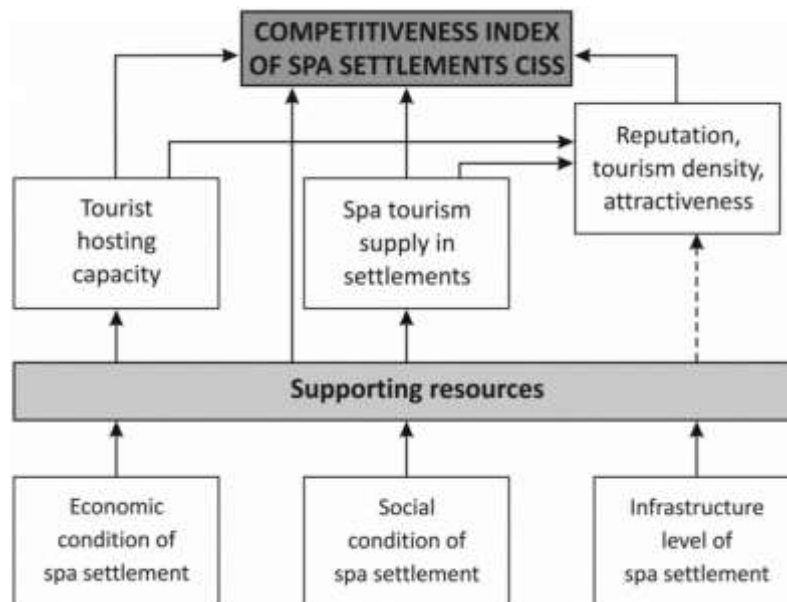 COMPETITIVENESS INDEX
OF SPA SETTLEMENTS CISS
Reputation,
tourism density,
attractiveness
Tourist
hosting
capacity
Spa tourism
supply in
settlements
Supporting resources
Economic
condition of
spa settlement
Social
condition of
spa settlement
Infrastructure
level of
spa settlement